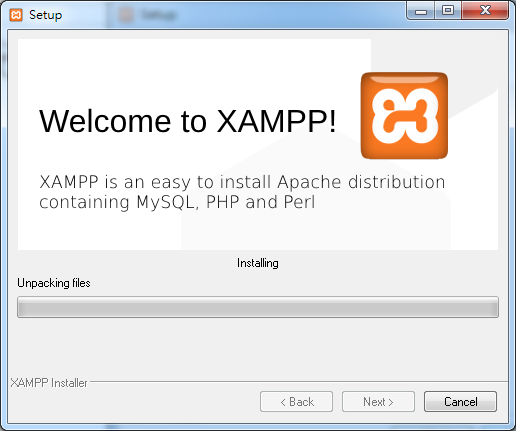 Setup
Welcome to XAMPP!
XAMPP is an easy to install Apache distribution
containing MySQL, PHP and Perl
Installing
Unpacking files
XAMPP Installer
< Back
Next >
Cancel